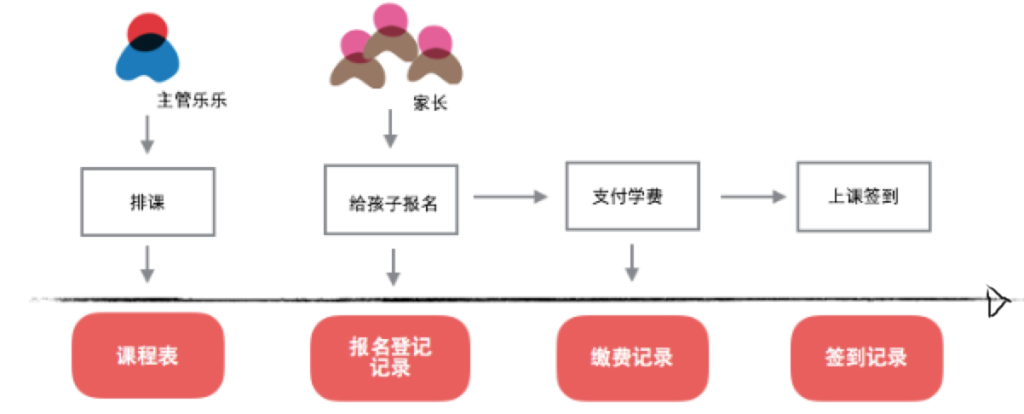 主管乐乐
家长
排课
给孩子报名
支付学费
上课签到
课程表
报名登记
记录
缴费记录
签到记录